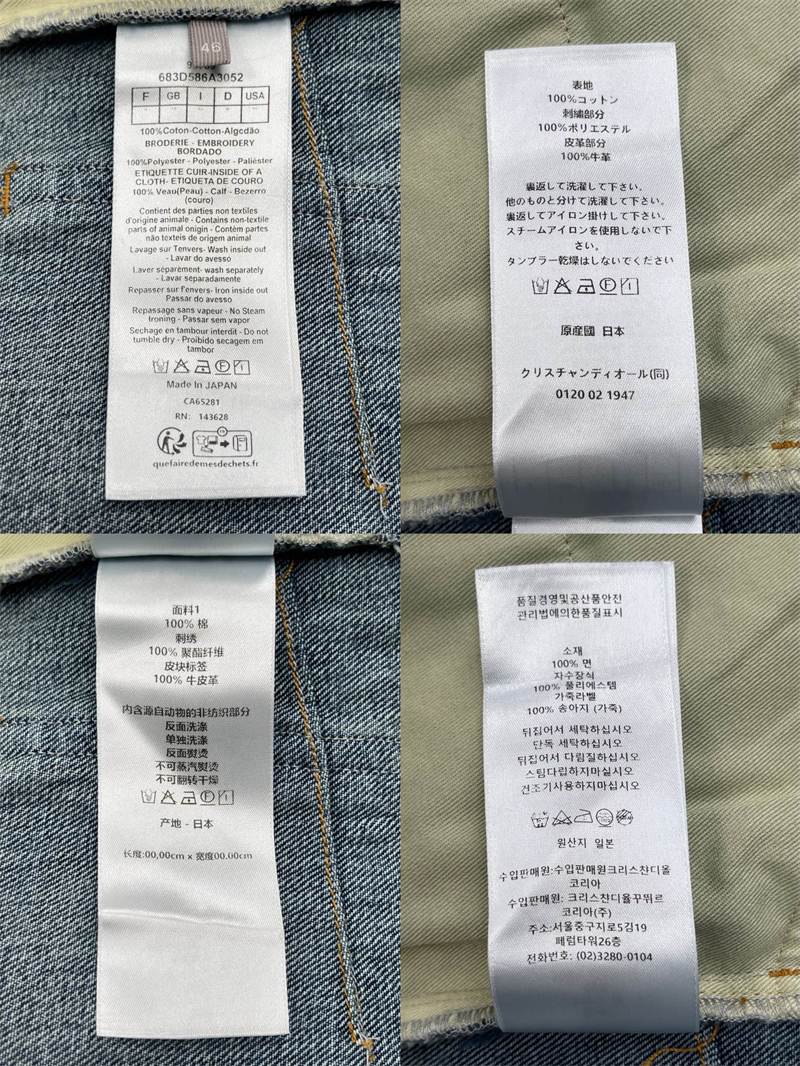 46
683D586A3052
F GB I D USA
100%Coton-Cotton-Algodão
BRODERIE - EMBROIDERY
BORDADO
100%Polyester - Polyester - Paliéster
ETIQUETTE CUIR-INSIDE OF A
CLOTH- ETIQUETA DE COURO
100% Veau(Peau) - Calf - Bezerro
(couro)
Contient des parties non textiles
d'origine animale - Contains non-textile
parts of animal origin - Contém partes
não têxteis de origem animal
Lavage sur Tenvers- Wash inside out
- Lavar do avesso
Laver séparément- wash separately
- Lavar separadamente
Repasser sur f'envers- Iron inside out
Passar do avesso
Repassage sans vapeur - No Steam
Ironing - Passar sem vapor
Sechage en tambour interdit - Do not
tumble dry - Proibido secagem em
tambor
Made in JAPAN
CA65281
RN: 143628
quefairedemesdechets.fr
表地
100%コットン
刺繍部分
100%ポリエステル
皮革部分
100%牛革
裏返して洗濯して下さい。
他のものと分けて洗濯して下さい。
裏返してアイロン掛けして下さい。
スチームアイロンを使用しないで下
さい。
タンブラー乾燥はしないでください
原産國 日本
クリスチャンディオール(同)
0120 02 1947
面料1
100% 棉
刺绣
100% 聚酯纤维
皮块标签
100% 牛皮革
内含源自动物的非纺织部分
反面洗涤
单独洗涤
反面熨烫
不可蒸汽熨烫
不可翻转干燥
产地 - 日本
长度:00,00cm x 宽度00.00cm
품질경영및공산품안전
관리법에의한품질표시
소재
100% 면
자수장식
100% 폴리에스템
가죽라벨
100% 송아지 (가죽)
뒤집어서 세탁하십시오
단독 세탁하십시오
뒤집어서 다림질하십시오
스팀다림하지마실시오
건조기사용하지마십시오
원산지 일본
수입판매원:수입판매원크리스챤디올
코리아
수입판매원: 크리스챤디율꾸뛰르
코리아(주)
주소:서울중구지로5김19
페럼타워26층
전화번호: (02)3280-0104